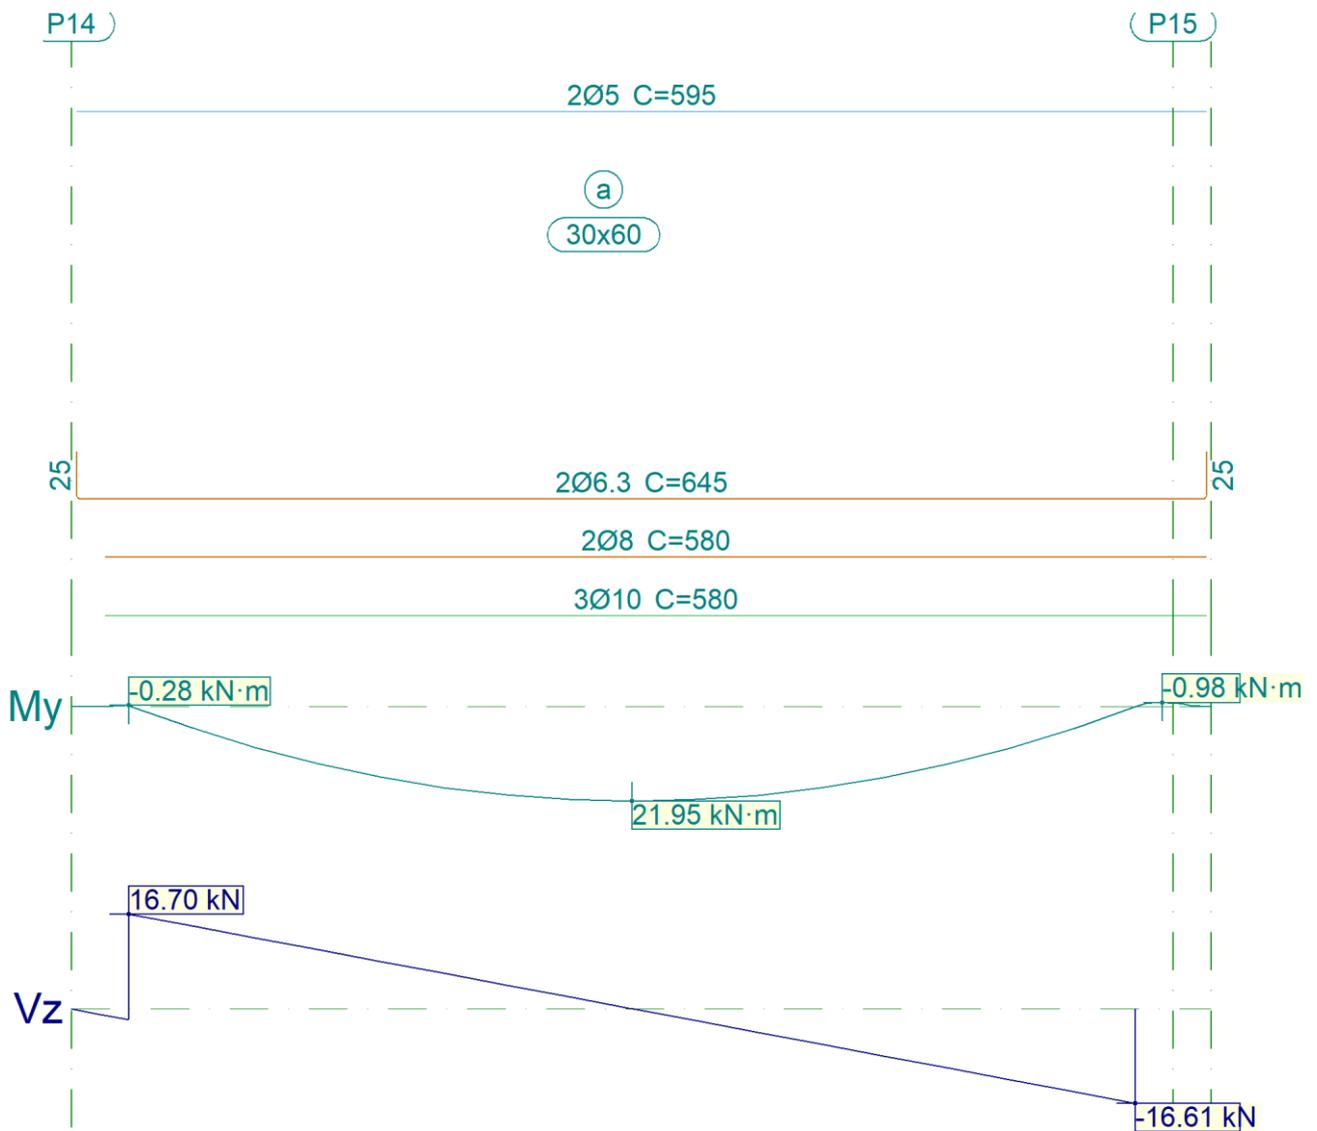 P14
P15
2Ø5 C=595
a
30x60
25
2Ø6.3 C=645
25
2Ø8 C=580
3Ø10 C=580
My
-0.28 kN·m
-0.98 kN·m
21.95 kN·m
16.70 kN
Vz
-16.61 kN